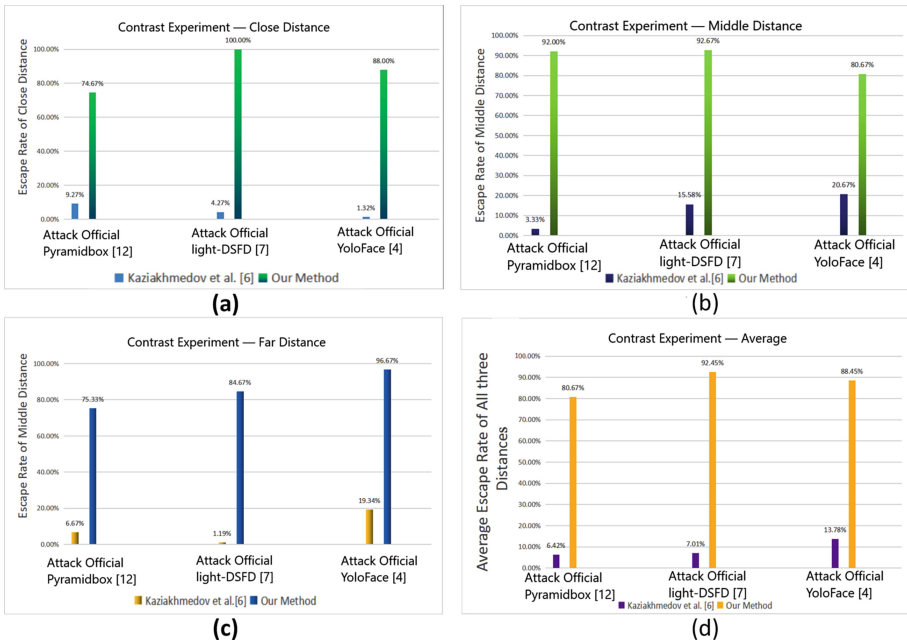 Contrast Experiment — Close Distance
Escape Rate of Close Distance
100.00%
80.00%
60.00%
40.00%
20.00%
0.00%
9.27%
74.67%
4.27%
100.00%
1.32%
88.00%
Attack Official
Pyramidbox [12]
Attack Official
light-DSFD [7]
Attack Official
YoloFace [4]
Kaziakhmedov et al. [6]
Our Method
(a)
Contrast Experiment — Middle Distance
Escape Rate of Middle Distance
100.00%
90.00%
80.00%
70.00%
60.00%
50.00%
40.00%
30.00%
20.00%
10.00%
0.00%
3.33%
92.00%
15.58%
92.67%
20.67%
80.67%
Attack Official
Pyramidbox [12]
Attack Official
light-DSFD [7]
Attack Official
YoloFace [4]
Kaziakhmedov et al.[6]
Our Method
(b)
Contrast Experiment — Far Distance
Escape Rate of Middle Distance
100.00%
80.00%
60.00%
40.00%
20.00%
0.00%
6.67%
75.33%
1.19%
84.67%
19.34%
96.67%
Attack Official
Pyramidbox [12]
Attack Official
light-DSFD [7]
Attack Official
YoloFace [4]
Kaziakhmedov et al.[6]
Our Method
(c)
Contrast Experiment — Average
Average Escape Rate of All three
Distances
100.00%
90.00%
80.00%
70.00%
60.00%
50.00%
40.00%
30.00%
20.00%
10.00%
0.00%
6.42%
80.67%
7.01%
92.45%
13.78%
88.45%
Attack Official
Pyramidbox [12]
Attack Official
light-DSFD [7]
Attack Official
YoloFace [4]
Kaziakhmedov et al. [6]
Our Method
(d)